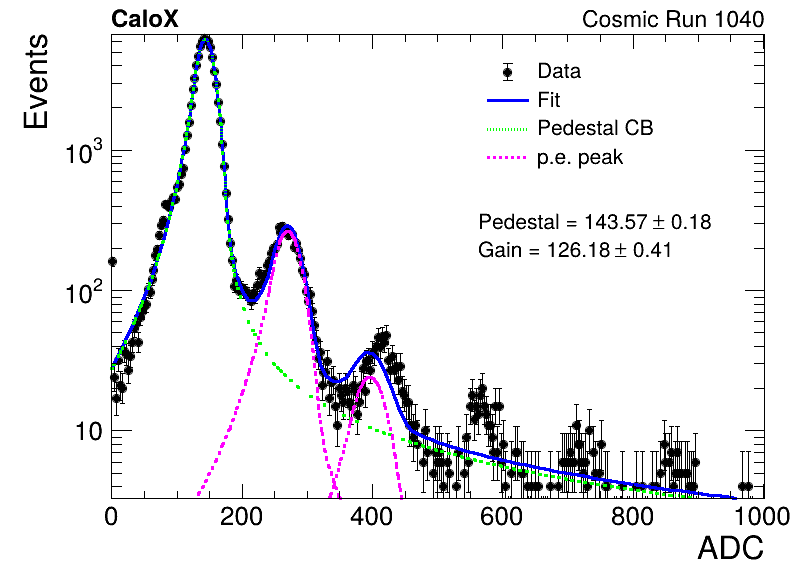 CaloX Cosmic Run 1040
Events
Data
Fit
Pedestal CB
p.e. peak
Pedestal = 143.57 ± 0.18
Gain = 126.18 ± 0.41
10³
10²
10
0 200 400 600 800 1000
ADC